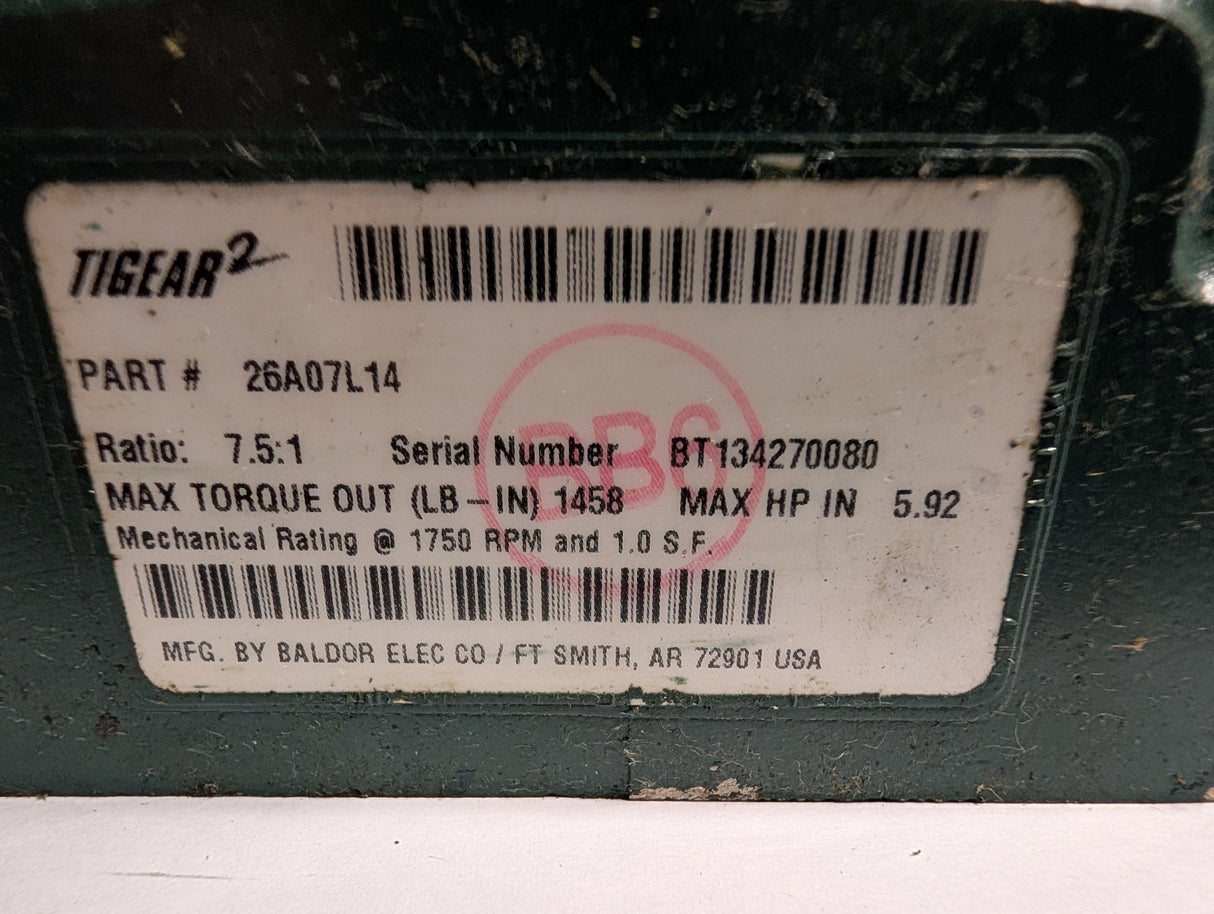 TIGEAR2
PART # 26A07L14
BB6
Ratio: 7.5:1 Serial Number BT134270080
MAX TORQUE OUT (LB-IN) 1458 MAX HP IN 5.92
Mechanical Rating @ 1750 RPM and 1.0 S.F.
MFG. BY BALDOR ELEC CO / FT SMITH, AR 72901 USA